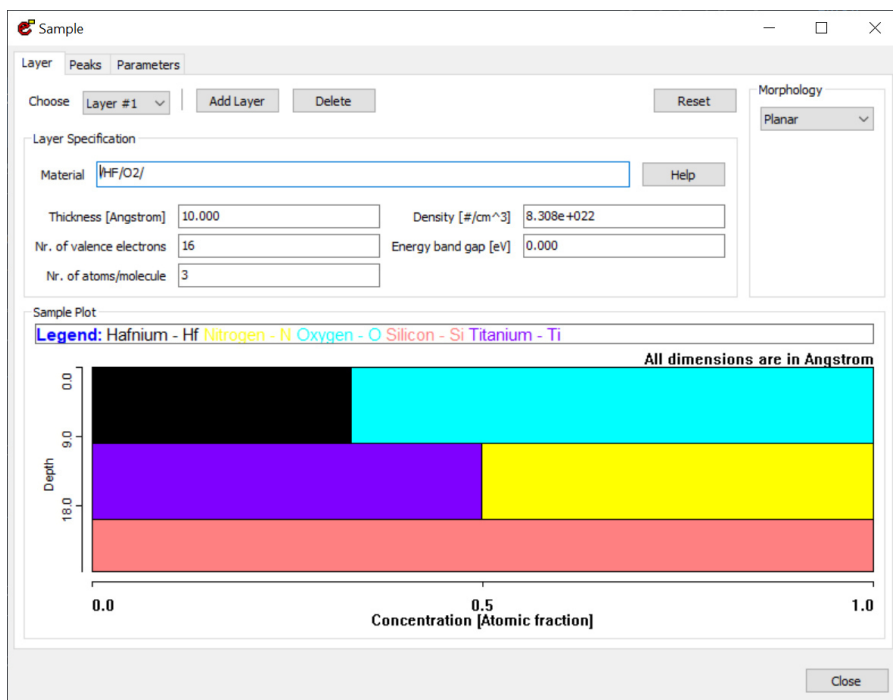 Sample
Layer Peaks Parameters
Choose Layer #1 Add Layer Delete Reset
Morphology
Planar
Layer Specification
Material /HF/O2/ Help
Thickness [Angstrom] 10.000 Density [#/cm^3] 8.308e+022
Nr. of valence electrons 16 Energy band gap [eV] 0.000
Nr. of atoms/molecule 3
Sample Plot
Legend: Hafnium - Hf Nitrogen - N Oxygen - O Silicon - Si Titanium - Ti
All dimensions are in Angstrom
0.0
9.0
18.0
Depth
0.0 0.5 1.0
Concentration [Atomic fraction]
Close